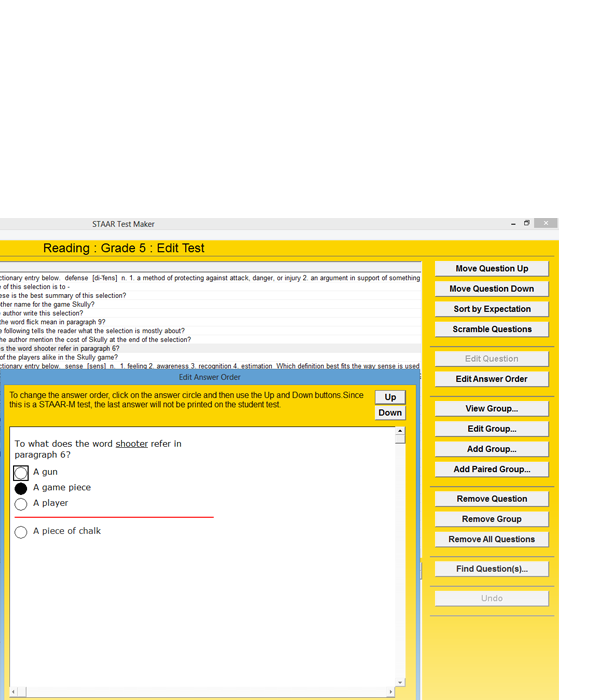 STAAR Test Maker
Reading : Grade 5 : Edit Test
ctionary entry below.  defense  [di-'fens]  n.  1. a method of protecting against attack, danger, or injury 2. an argument in support of something
of this selection is to -
ese is the best summary of this selection?
other name for the game Skully?
author write this selection?
the word flick mean in paragraph 9?
e following tells the reader what the selection is mostly about?
he author mention the cost of Skully at the end of the selection?
es the word shooter refer in paragraph 6?
of the players alike in the Skully game?
ctionary entry below.  sense  [sens]  n.  1. feeling 2. awareness 3. recognition 4. estimation  Which definition best fits the way sense is used
Move Question Up
Move Question Down
Sort by Expectation
Scramble Questions
Edit Question
Edit Answer Order
View Group...
Edit Group...
Add Group...
Add Paired Group...
Remove Question
Remove Group
Remove All Questions
Find Question(s)...
Undo
Edit Answer Order
To change the answer order, click on the answer circle and then use the Up and Down buttons.Since
this is a STAAR-M test, the last answer will not be printed on the student test.
Up
Down
To what does the word shooter refer in
paragraph 6?
A gun
A game piece
A player
A piece of chalk